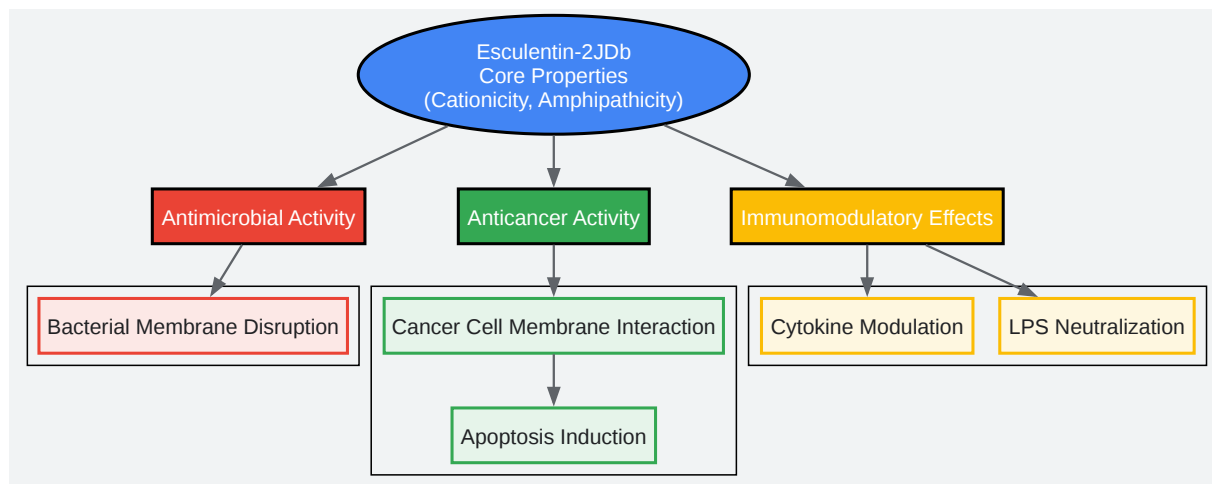 Esculentin-2JDb
Core Properties
(Cationicity, Amphipathicity)
Antimicrobial Activity
Anticancer Activity
Immunomodulatory Effects
Bacterial Membrane Disruption
Cancer Cell Membrane Interaction
Cytokine Modulation
LPS Neutralization
Apoptosis Induction